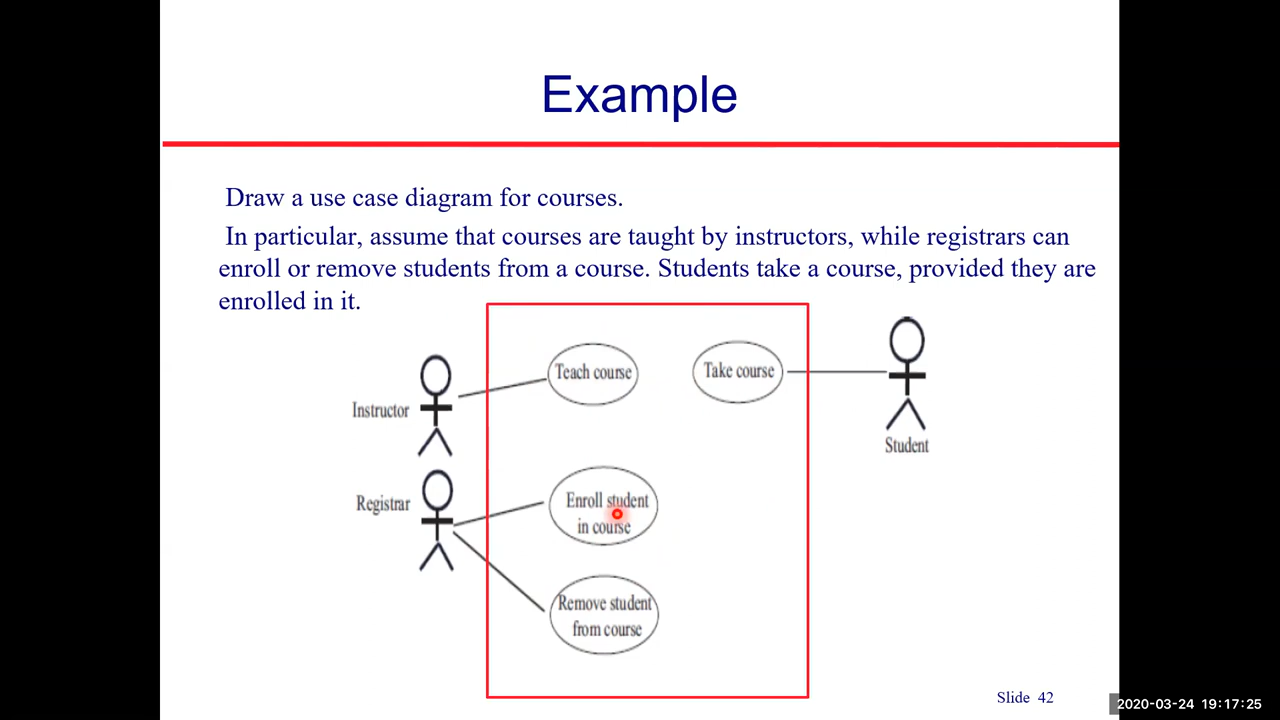 Example
Draw a use case diagram for courses.
In particular, assume that courses are taught by instructors, while registrars can
enroll or remove students from a course. Students take a course, provided they are
enrolled in it.
Teach course
Take course
Instructor
Student
Registrar
Enroll student
in course
Remove student
from course
Slide 42
2020-03-24 19:17:25